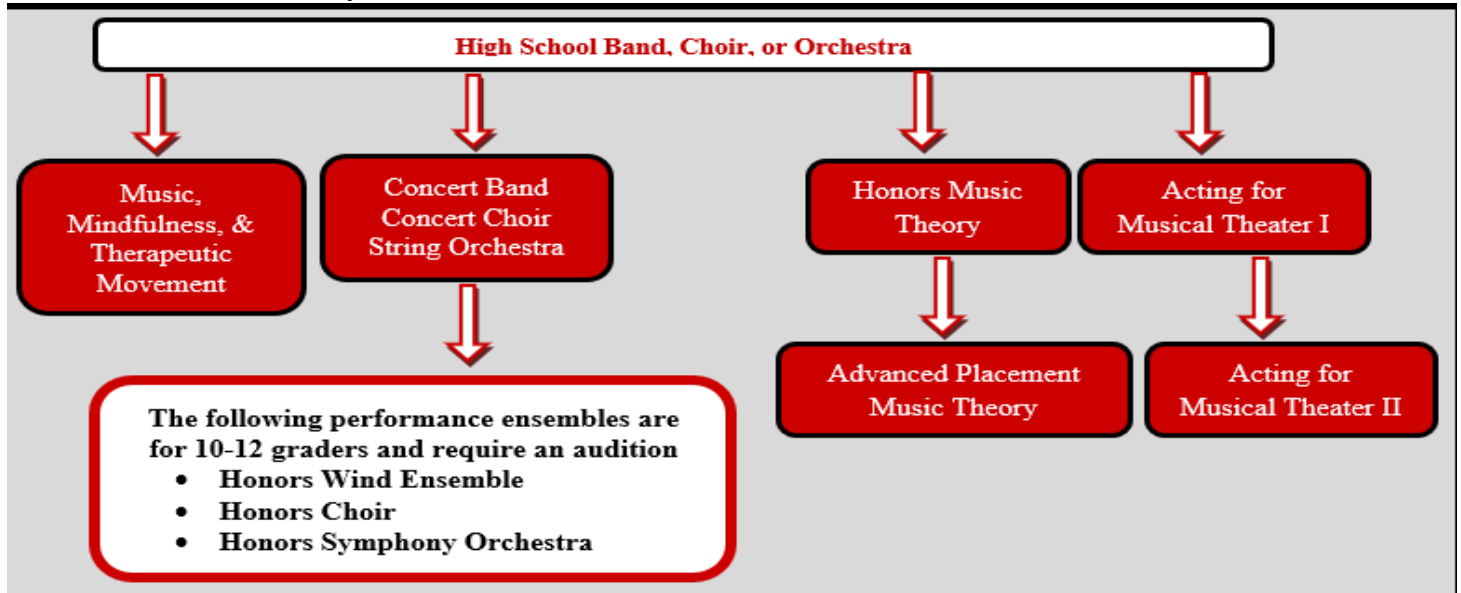 High School Band, Choir, or Orchestra
Music,
Mindfulness, &
Therapeutic
Movement
Concert Band
Concert Choir
String Orchestra
Honors Music
Theory
Acting for
Musical Theater I
The following performance ensembles are
for 10-12 graders and require an audition
• Honors Wind Ensemble
• Honors Choir
• Honors Symphony Orchestra
Advanced Placement
Music Theory
Acting for
Musical Theater II